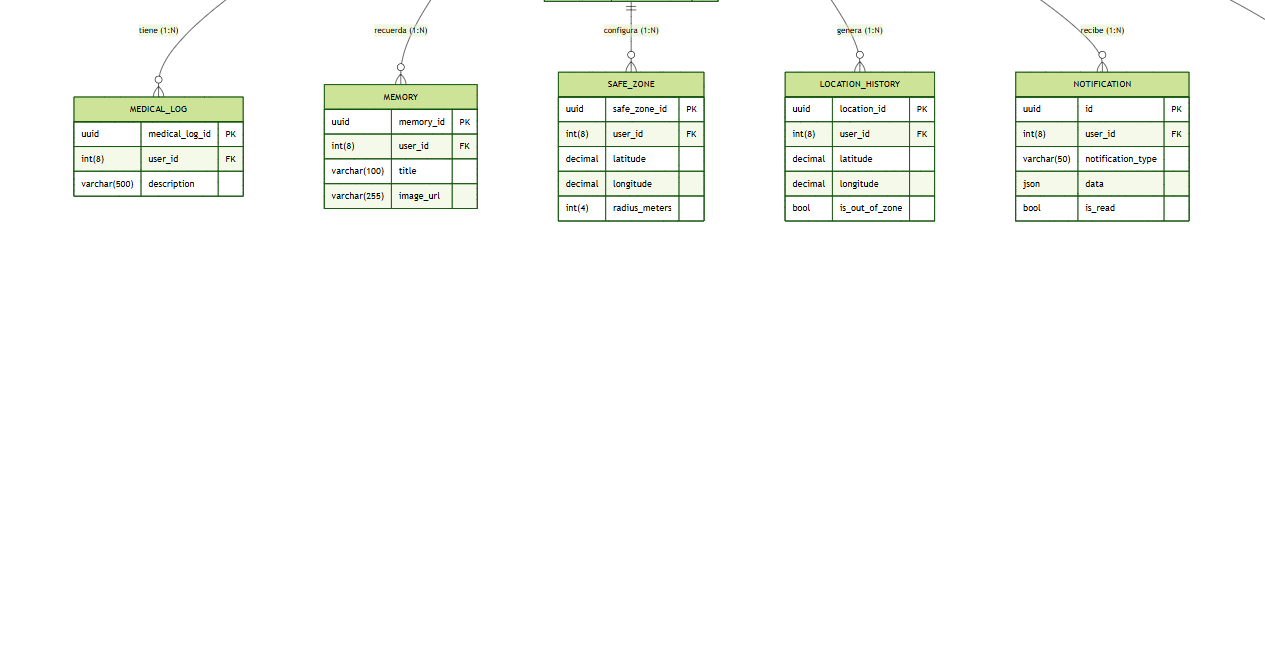 tiene (1:N)
recuerda (1:N)
configura (1:N)
genera (1:N)
recibe (1:N)
MEDICAL_LOG
uuid medical_log_id PK
int(8) user_id FK
varchar(500) description
MEMORY
uuid memory_id PK
int(8) user_id FK
varchar(100) title
varchar(255) image_url
SAFE_ZONE
uuid safe_zone_id PK
int(8) user_id FK
decimal latitude
decimal longitude
int(4) radius_meters
LOCATION_HISTORY
uuid location_id PK
int(8) user_id FK
decimal latitude
decimal longitude
bool is_out_of_zone
NOTIFICATION
uuid id PK
int(8) user_id FK
varchar(50) notification_type
json data
bool is_read